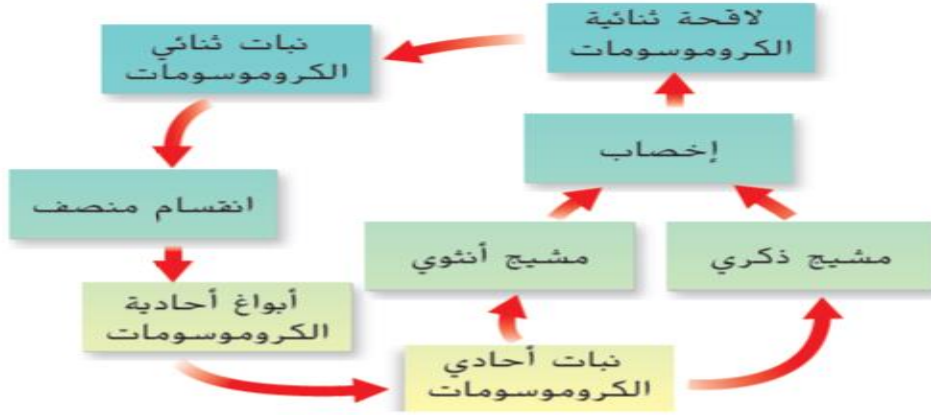 لاقحة ثنائية
الكروموسومات
نبات ثنائي
الكروموسومات
إخصاب
انقسام منصف
مشيج ذكري
مشيج أنثوي
أبواغ أحادية
الكروموسومات
نبات أحادي
الكروموسومات